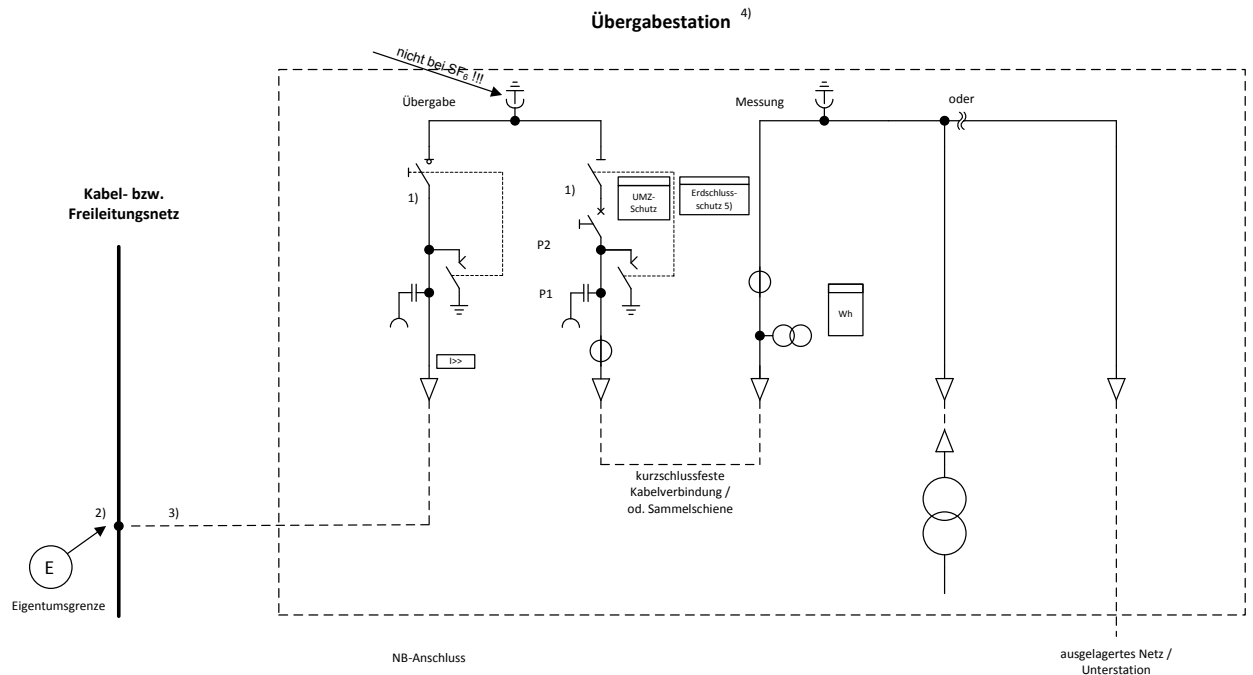 Übergabestation 4)
nicht bei SF₆ !!!
Übergabe
Messung
oder
Kabel- bzw.
Freileitungsnetz
1)
1)
UMZ-
Schutz
Erdschluss-
schutz 5)
P2
P1
Wh
I>>
kurzschlussfeste
Kabelverbindung /
od. Sammelschiene
2)
3)
E
Eigentumsgrenze
NB-Anschluss
ausgelagertes Netz /
Unterstation